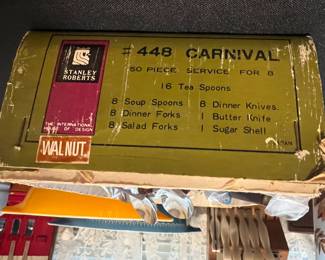 # 448 CARNIVAL
50 PIECE SERVICE FOR 8
16 Tea Spoons
8 Soup Spoons
8 Dinner Forks
8 Salad Forks
8 Dinner Knives
1 Butter Knife
1 Sugar Shell
STANLEY
ROBERTS
THE INTERNATIONAL
HOUSE OF DESIGN
WALNUT